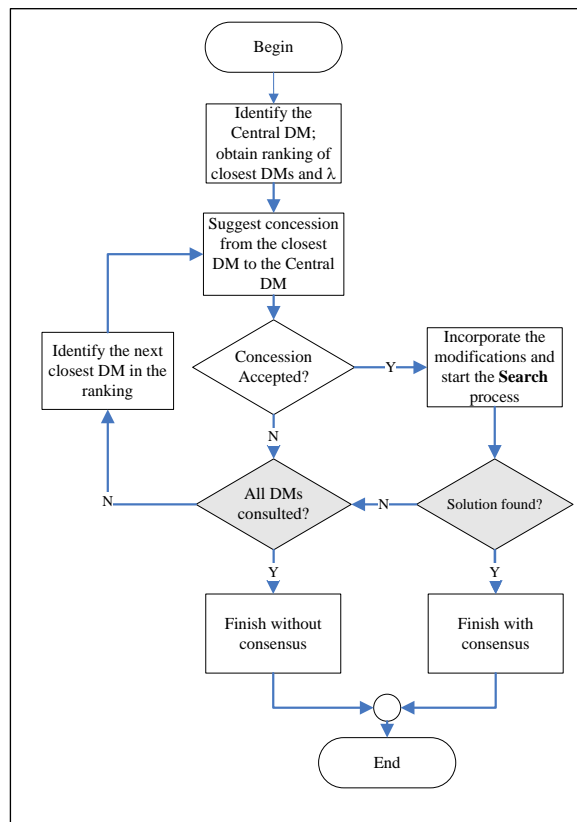 Begin
Identify the
Central DM;
obtain ranking of
closest DMs and λ
Suggest concession
from the closest
DM to the Central
DM
Identify the next
closest DM in the
ranking
Concession
Accepted?
Y
Incorporate the
modifications and
start the Search
process
N
N
All DMs
consulted?
N
Solution found?
Y
Y
Finish without
consensus
Finish with
consensus
End